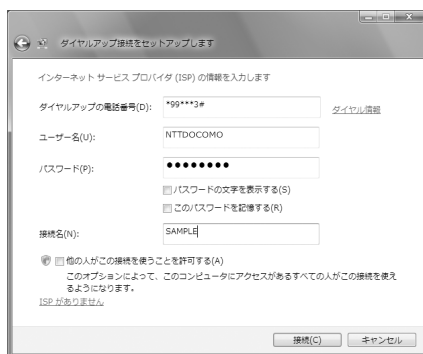 ダイヤルアップ接続をセットアップします
インターネット サービス プロバイダ (ISP) の情報を入力します
ダイヤルアップの電話番号(D):
*99***3#
ダイヤル情報
ユーザー名(U):
NTTDOCOMO
パスワード(P):
●●●●●●●●
パスワードの文字を表示する(S)
このパスワードを記憶する(R)
接続名(N):
SAMPLE
他の人がこの接続を使うことを許可する(A)
このオプションによって、このコンピュータにアクセスがあるすべての人がこの接続を使え
るようになります。
ISP がありません
接続(C)
キャンセル